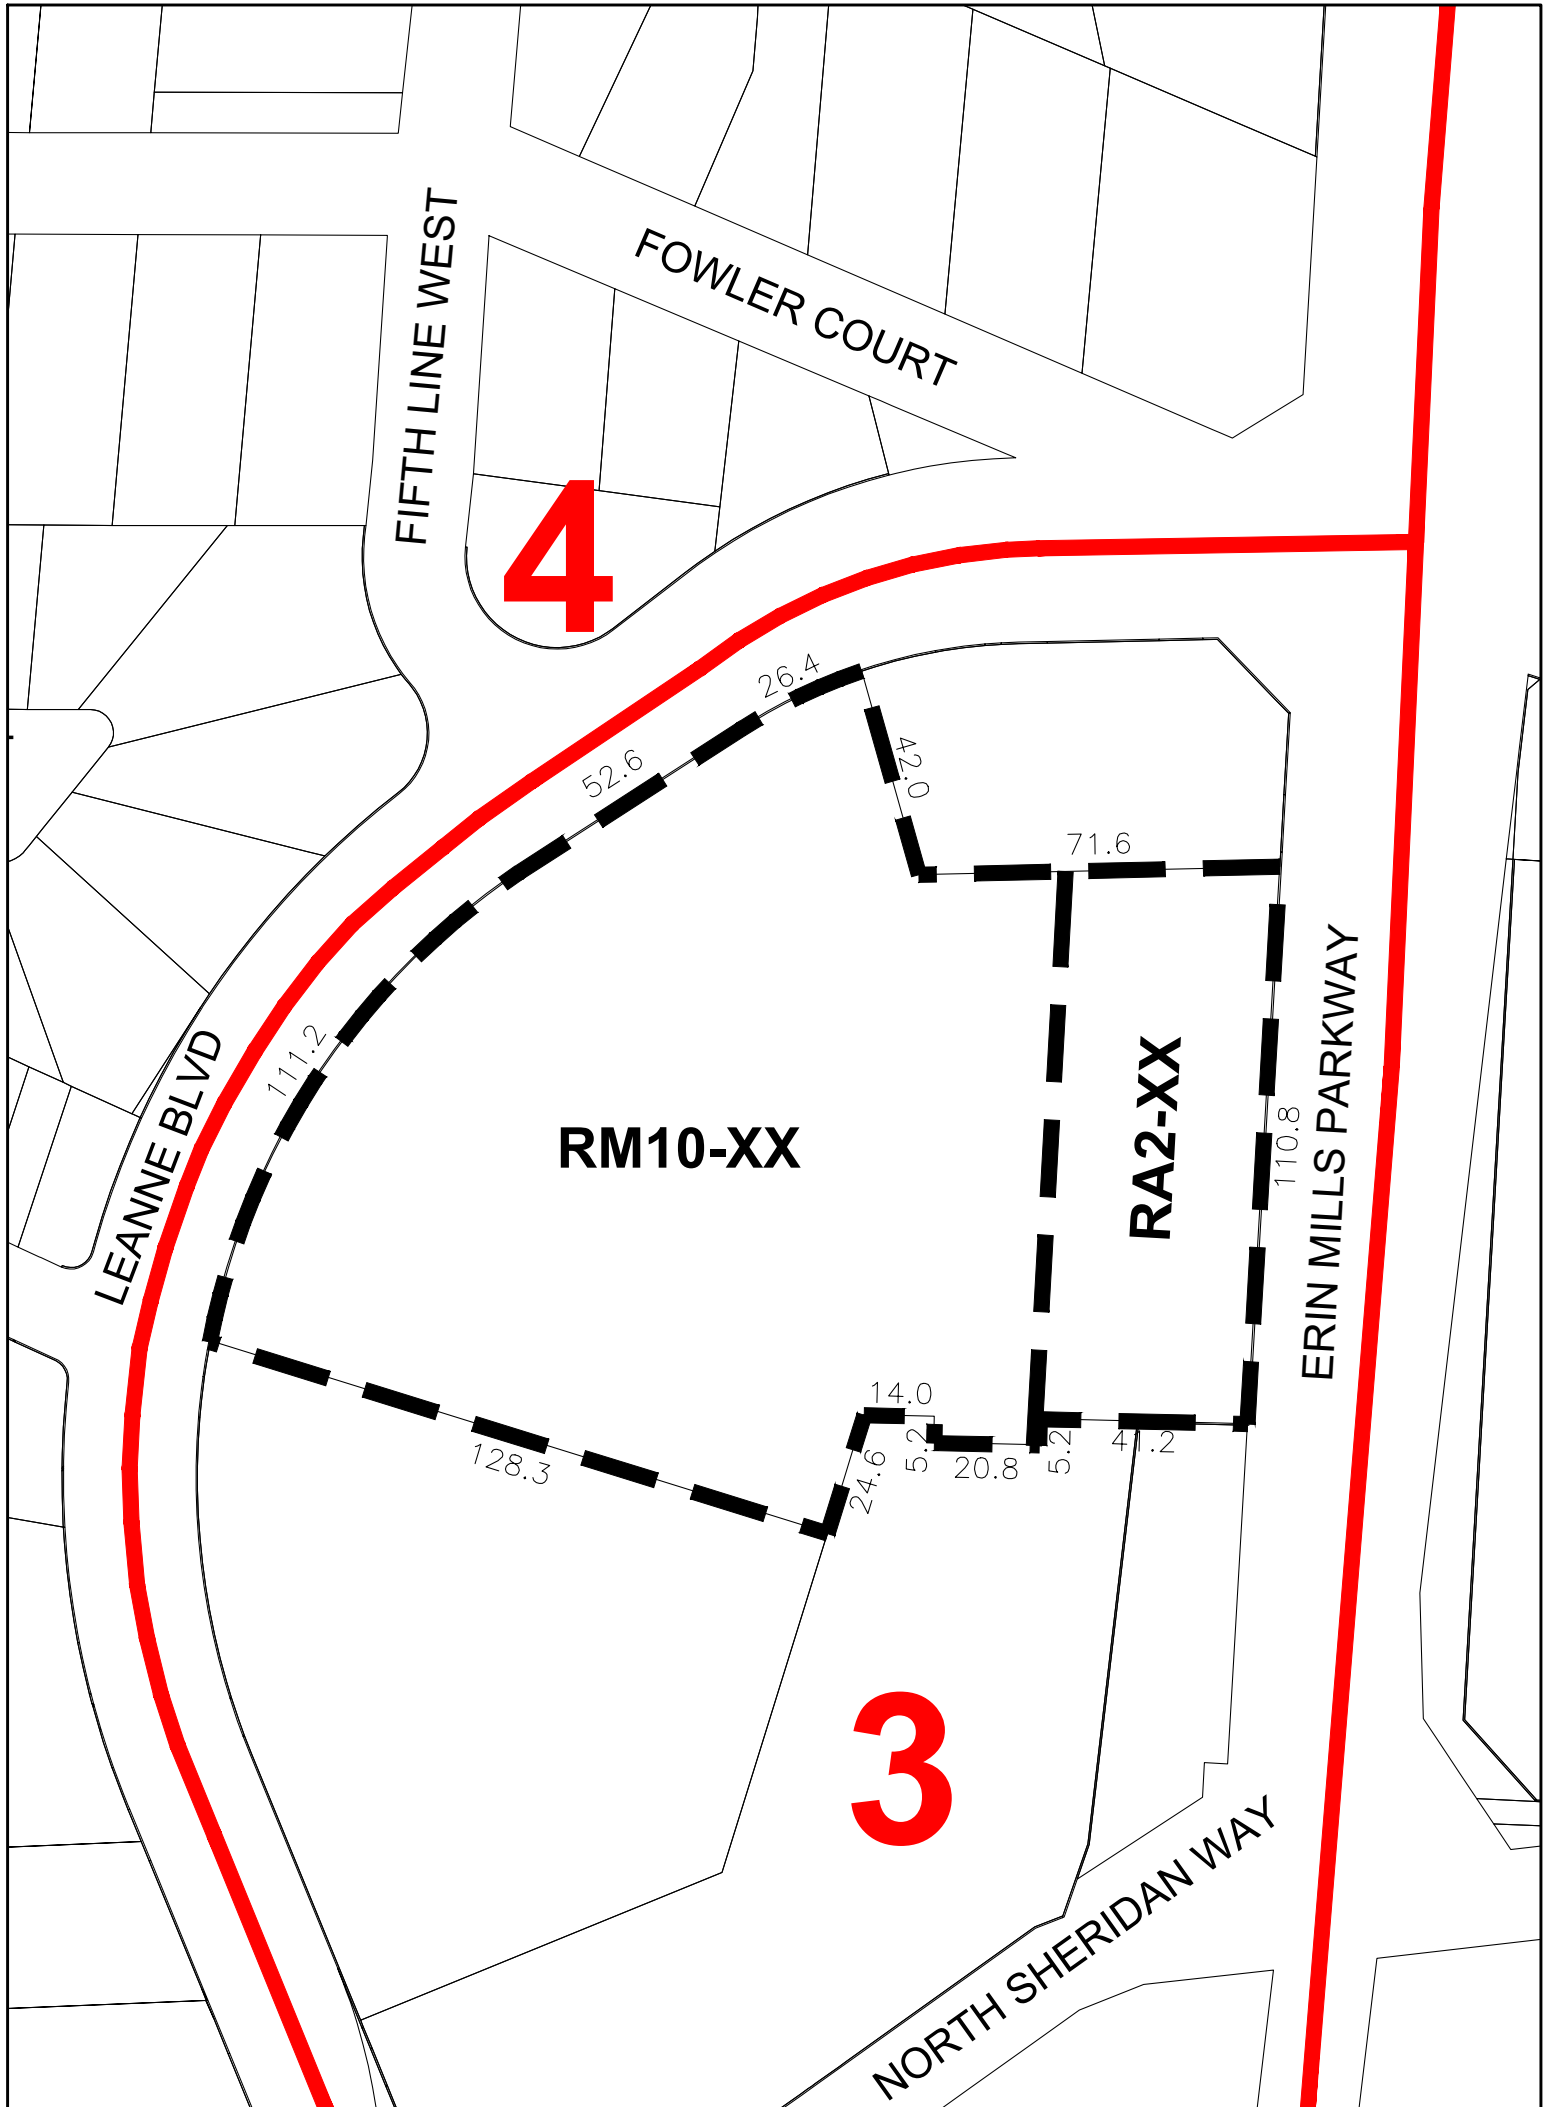 FIFTH LINE WEST
FOWLER COURT
4
26.4
52.6
42.0
71.6
111.2
LEANNE BLVD
RM10-XX
RA2-XX
110.8
ERIN MILLS PARKWAY
128.3
14.0
24.6
5.2
20.8
5.2
41.2
3
NORTH SHERIDAN WAY